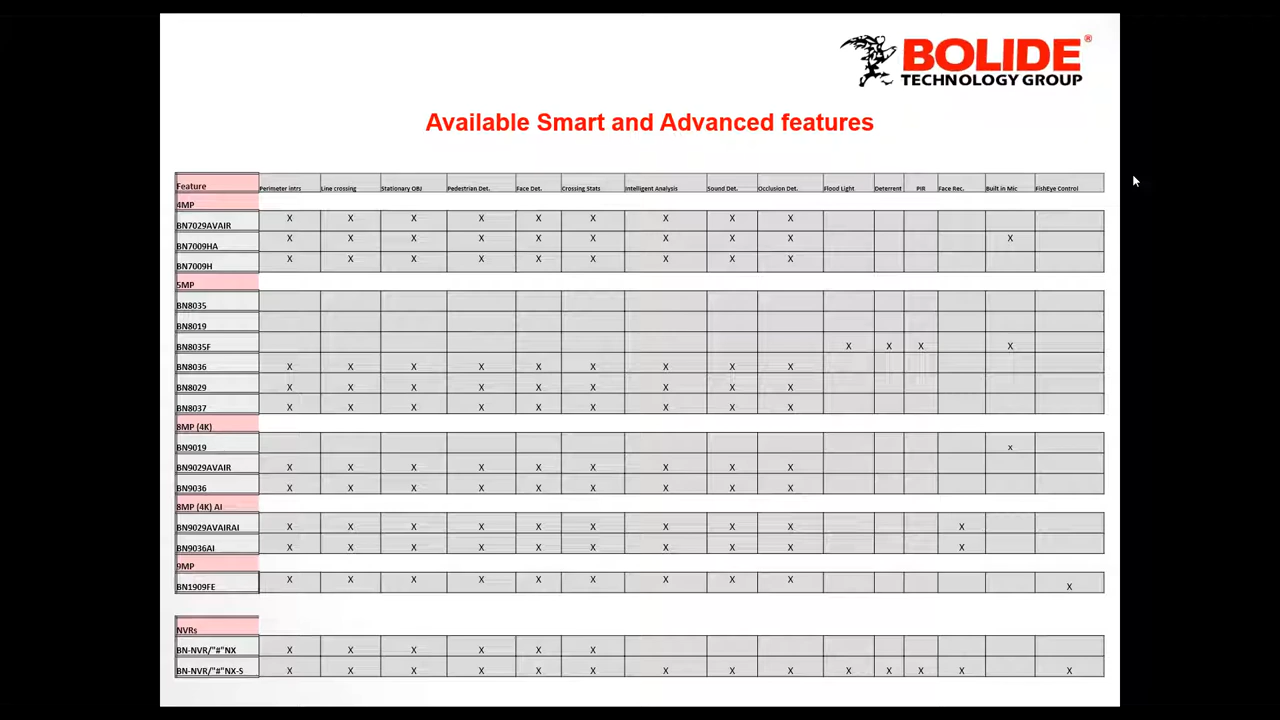 BOLIDE®
TECHNOLOGY GROUP
Available Smart and Advanced features
Feature Perimeter intrs Line crossing Stationary OBJ Pedestrian Det. Face Det. Crossing Stats Intelligent Analysis Sound Det. Occlusion Det. Flood Light Deterrent PIR Face Rec. Built in Mic FishEye Control
4MP
BN7029AVAIR X X X X X X X X X
BN7009HA X X X X X X X X X X
BN7009H X X X X X X X X X
5MP
BN8035
BN8019
BN8035F X X X X
BN8036 X X X X X X X X X
BN8029 X X X X X X X X X
BN8037 X X X X X X X X X
8MP (4K)
BN9019 x
BN9029AVAIR X X X X X X X X X
BN9036 X X X X X X X X X
8MP (4K) AI
BN9029AVAIRAI X X X X X X X X X X
BN9036AI X X X X X X X X X X
9MP
BN1909FE X X X X X X X X X X
NVRs
BN-NVR/"#"NX X X X X X X
BN-NVR/"#"NX-S X X X X X X X X X X X X X X